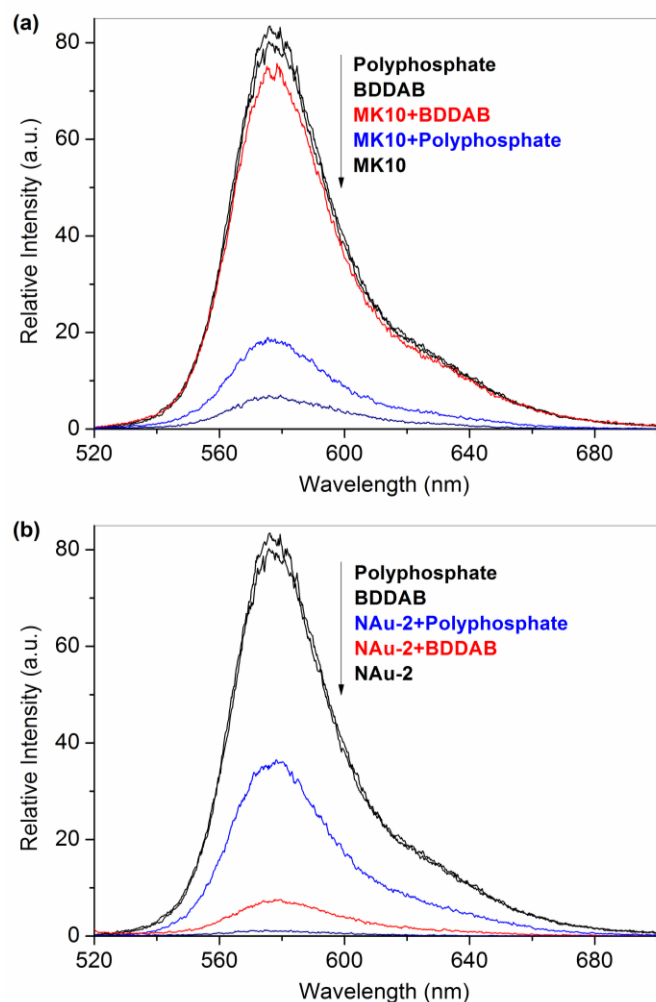 (a)
80
60
40
20
0
Relative Intensity (a.u.)
Polyphosphate
BDDAB
MK10+BDDAB
MK10+Polyphosphate
MK10
520 560 600 640 680
Wavelength (nm)
(b)
80
60
40
20
0
Relative Intensity (a.u.)
Polyphosphate
BDDAB
NAu-2+Polyphosphate
NAu-2+BDDAB
NAu-2
520 560 600 640 680
Wavelength (nm)